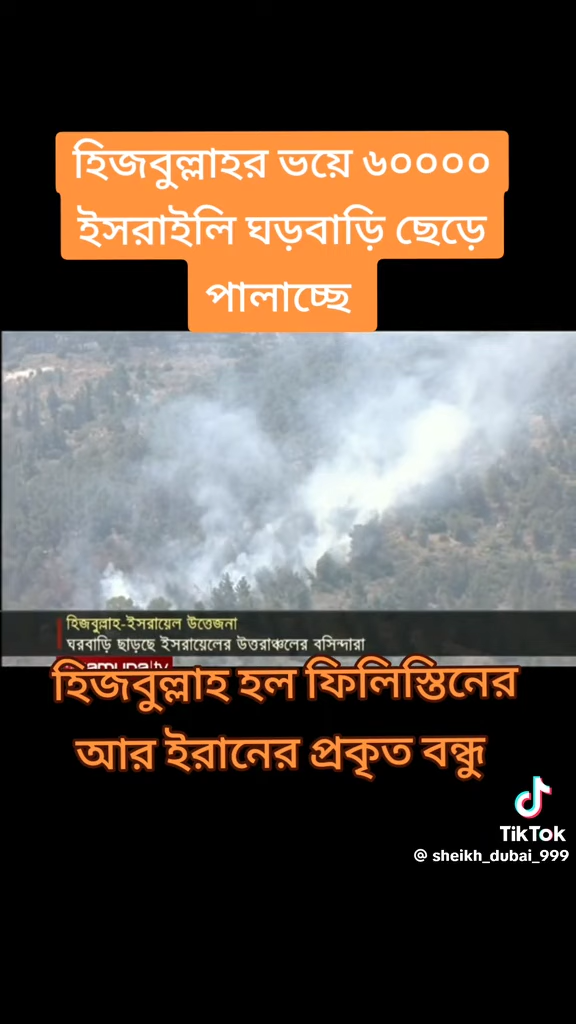 হিজবুল্লাহর ভয়ে ৬০০০০
ইসরাইলি ঘড়বাড়ি ছেড়ে
পালাচ্ছে
হিজবুল্লাহ-ইসরায়েল উত্তেজনা
ঘরবাড়ি ছাড়ছে ইসরায়েলের উত্তরাঞ্চলের বসিন্দারা
হিজবুল্লাহ হল ফিলিস্তিনের
আর ইরানের প্রকৃত বন্ধু
TikTok
@ sheikh_dubai_999